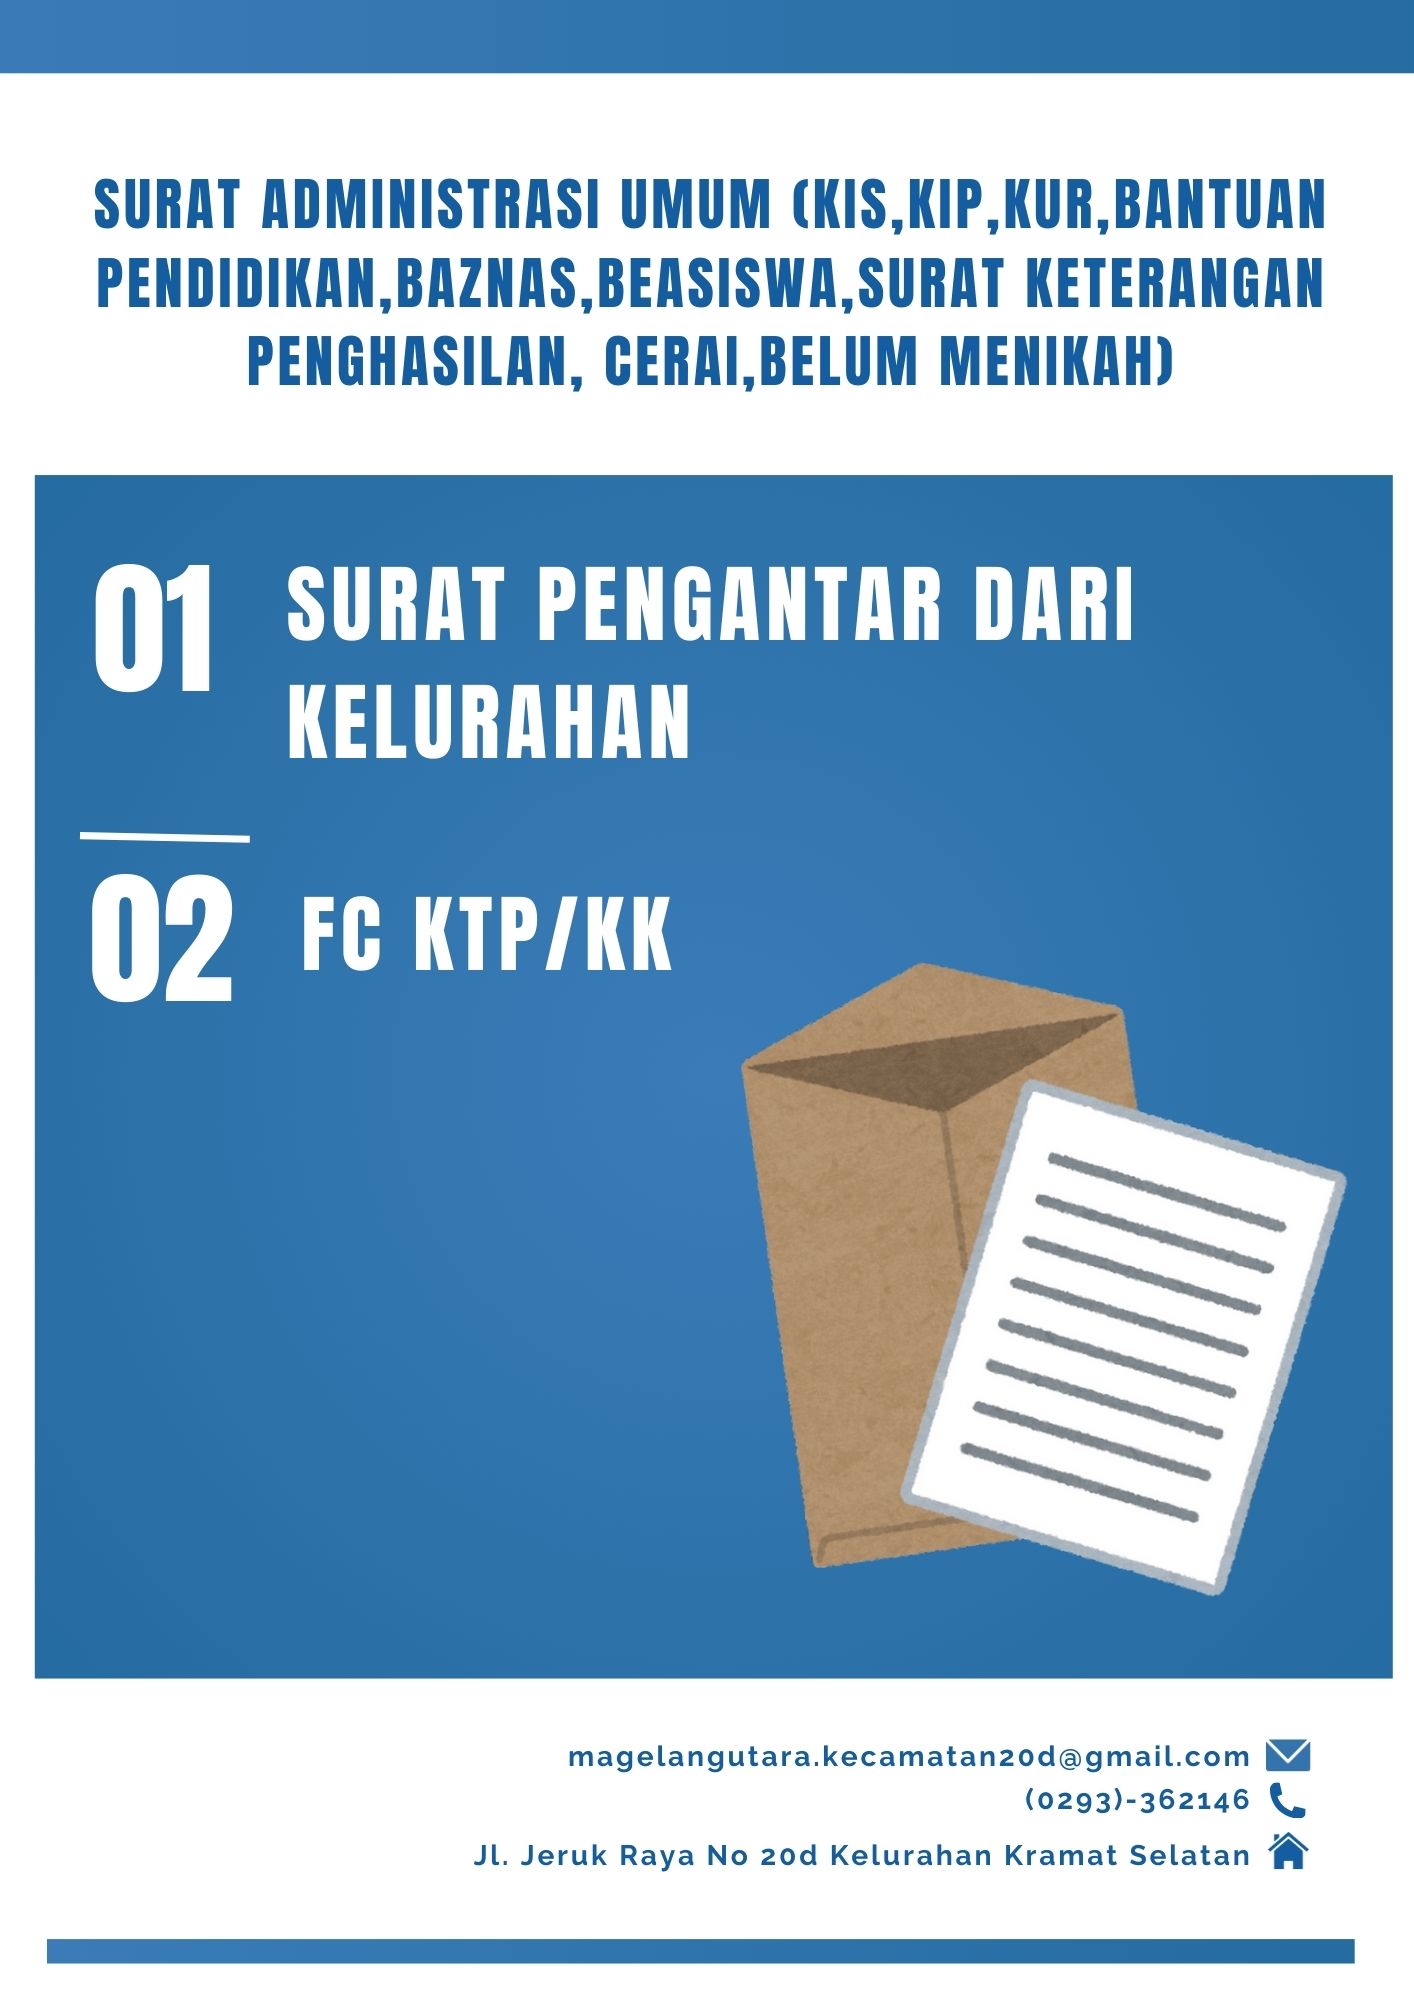 SURAT ADMINISTRASI UMUM (KIS,KIP,KUR,BANTUAN
PENDIDIKAN,BAZNAS,BEASISWA,SURAT KETERANGAN
PENGHASILAN, CERAI,BELUM MENIKAH)
01 SURAT PENGANTAR DARI
KELURAHAN
02 FC KTP/KK
magelangutara.kecamatan20d@gmail.com
(0293)-362146
Jl. Jeruk Raya No 20d Kelurahan Kramat Selatan